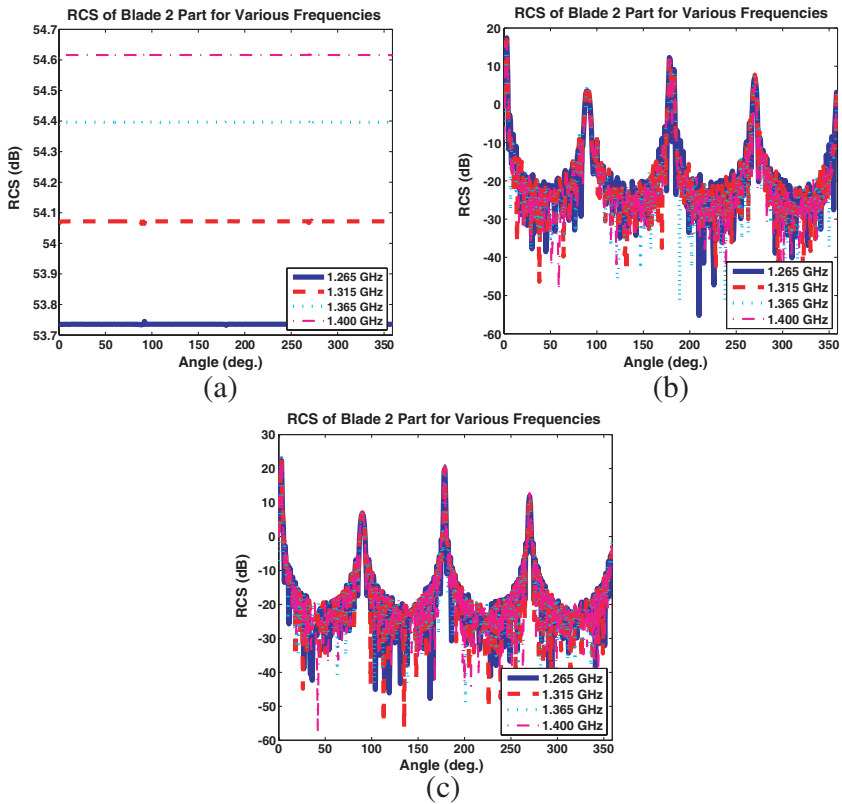 RCS of Blade 2 Part for Various Frequencies
54.7
54.6
54.5
54.4
54.3
54.2
54.1
54
53.9
53.8
53.7
RCS (dB)
0 50 100 150 200 250 300 350
Angle (deg.)
1.265 GHz
1.315 GHz
1.365 GHz
1.400 GHz
(a)
RCS of Blade 2 Part for Various Frequencies
20
10
0
-10
-20
-30
-40
-50
-60
RCS (dB)
0 50 100 150 200 250 300 350
Angle (deg.)
1.265 GHz
1.315 GHz
1.365 GHz
1.400 GHz
(b)
RCS of Blade 2 Part for Various Frequencies
30
20
10
0
-10
-20
-30
-40
-50
-60
RCS (dB)
0 50 100 150 200 250 300 350
Angle (deg.)
1.265 GHz
1.315 GHz
1.365 GHz
1.400 GHz
(c)